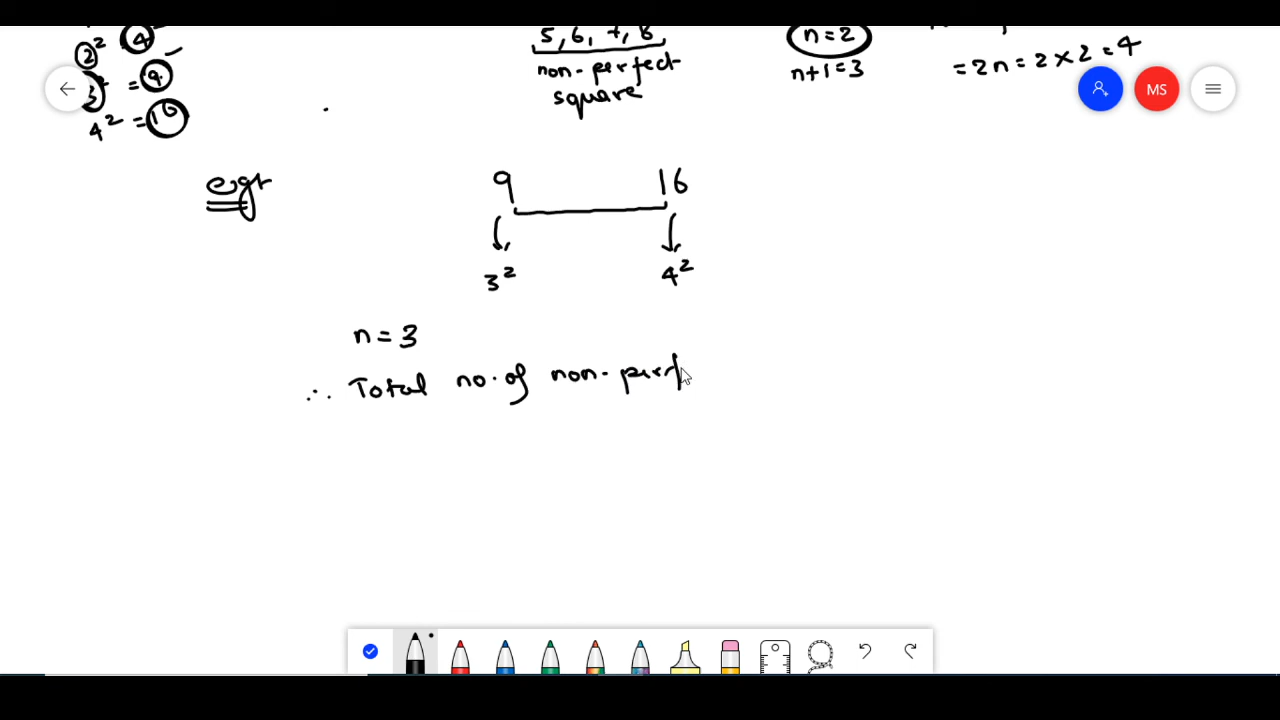 2² 4
5, 6, 7, 8
n = 2
= 2n = 2 × 2 = 4
non-perfect
n+1 = 3
square
3 = 9
4² = 16
MS
eg:
9 16
3² 4²
n = 3
∴ Total no. of non-perf